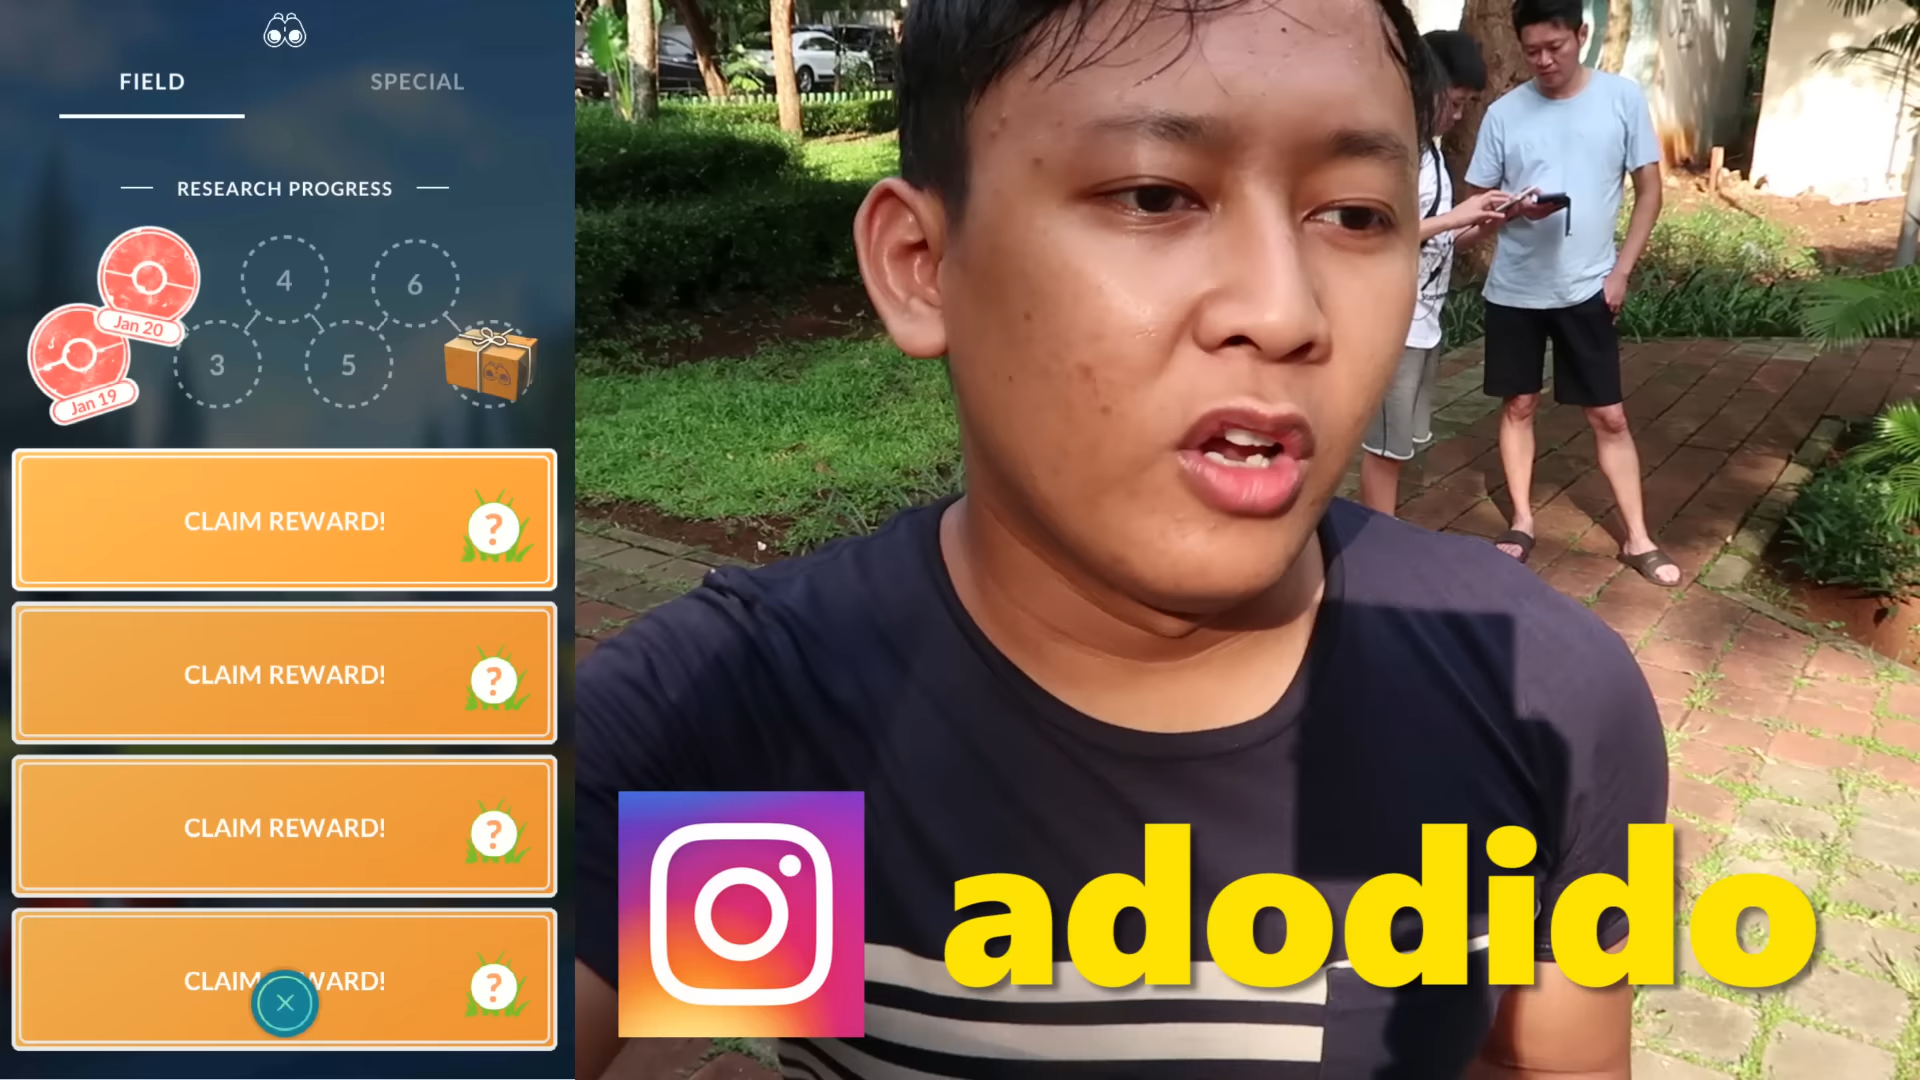 FIELD
SPECIAL
RESEARCH PROGRESS
4
6
Jan 20
3
5
Jan 19
CLAIM REWARD!
?
CLAIM REWARD!
?
CLAIM REWARD!
?
CLAIM REWARD!
?
adodido